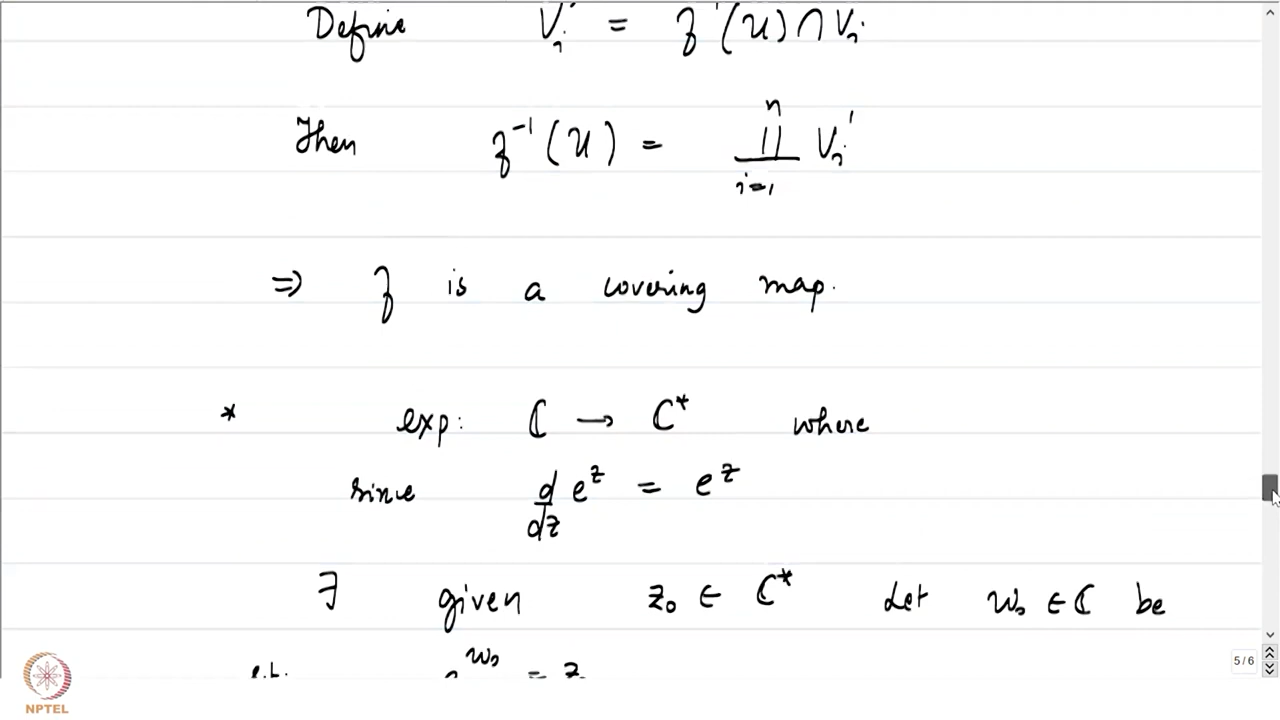 Define V_i' = f^{-1}(U) ∩ V_i
Then f^{-1}(U) = ∐_{i=1}^{n} V_i'
⇒ f is a covering map.
* exp: ℂ → ℂ* where
since d/dz e^z = e^z
∃ given z_0 ∈ ℂ* Let w_0 ∈ ℂ be
s.t. e^{w_0} = z
5 / 6
NPTEL